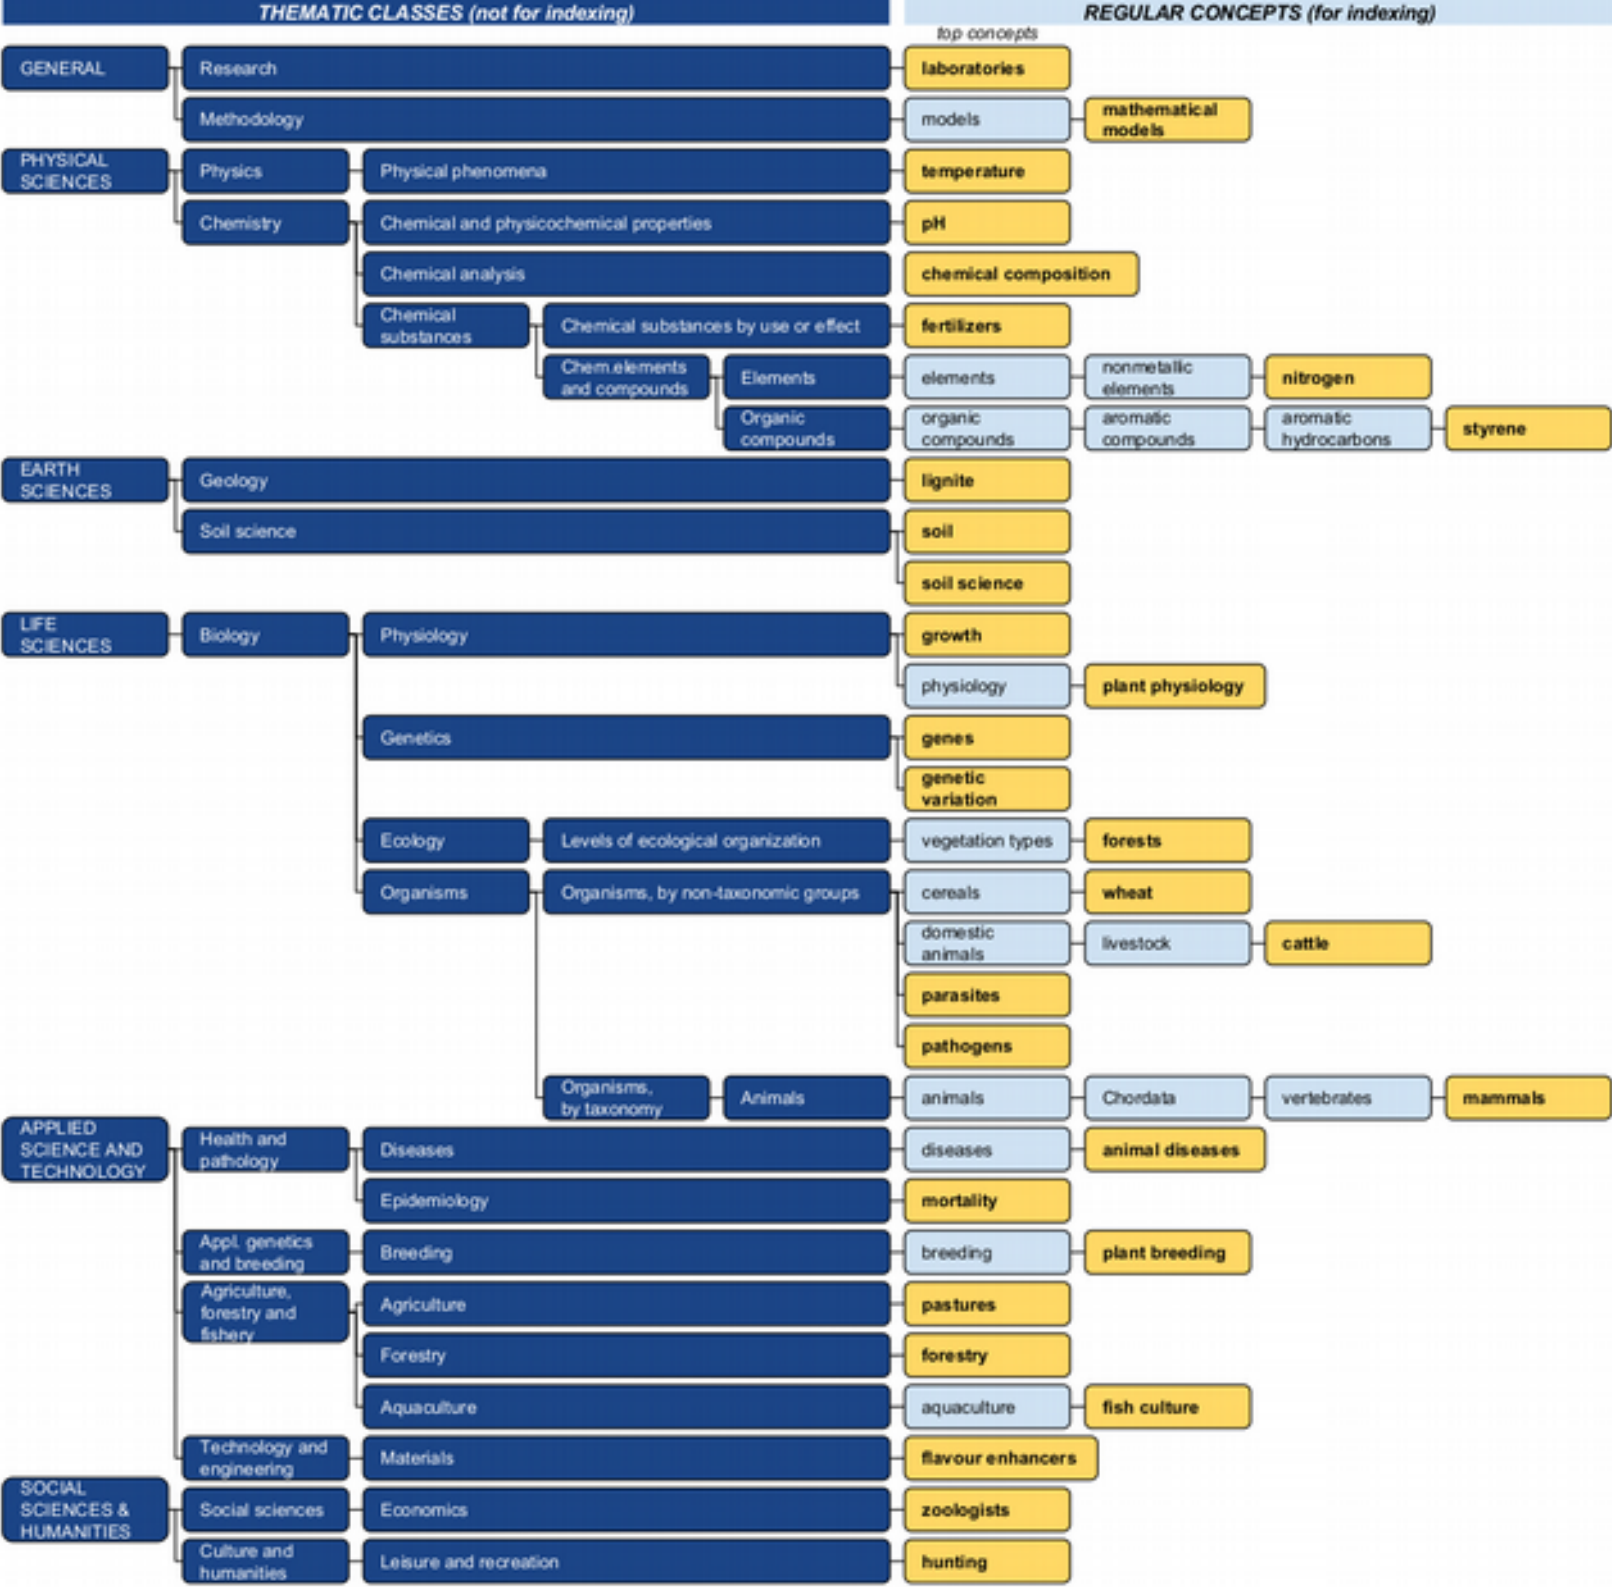 THEMATIC CLASSES (not for indexing)
REGULAR CONCEPTS (for indexing)
top concepts
GENERAL
Research
laboratories
Methodology
models
mathematical
models
PHYSICAL
SCIENCES
Physics
Physical phenomena
temperature
Chemistry
Chemical and physicochemical properties
pH
Chemical analysis
chemical composition
Chemical
substances
Chemical substances by use or effect
fertilizers
Chem.elements
and compounds
Elements
elements
nonmetallic
elements
nitrogen
Organic
compounds
organic
compounds
aromatic
compounds
aromatic
hydrocarbons
styrene
EARTH
SCIENCES
Geology
lignite
Soil science
soil
soil science
LIFE
SCIENCES
Biology
Physiology
growth
physiology
plant physiology
Genetics
genes
genetic
variation
Ecology
Levels of ecological organization
vegetation types
forests
Organisms
Organisms, by non-taxonomic groups
cereals
wheat
domestic
animals
livestock
cattle
parasites
pathogens
Organisms,
by taxonomy
Animals
animals
Chordata
vertebrates
mammals
APPLIED
SCIENCE AND
TECHNOLOGY
Health and
pathology
Diseases
diseases
animal diseases
Epidemiology
mortality
Appl. genetics
and breeding
Breeding
breeding
plant breeding
Agriculture,
forestry and
fishery
Agriculture
pastures
Forestry
forestry
Aquaculture
aquaculture
fish culture
Technology and
engineering
Materials
flavour enhancers
SOCIAL
SCIENCES &
HUMANITIES
Social sciences
Economics
zoologists
Culture and
humanities
Leisure and recreation
hunting